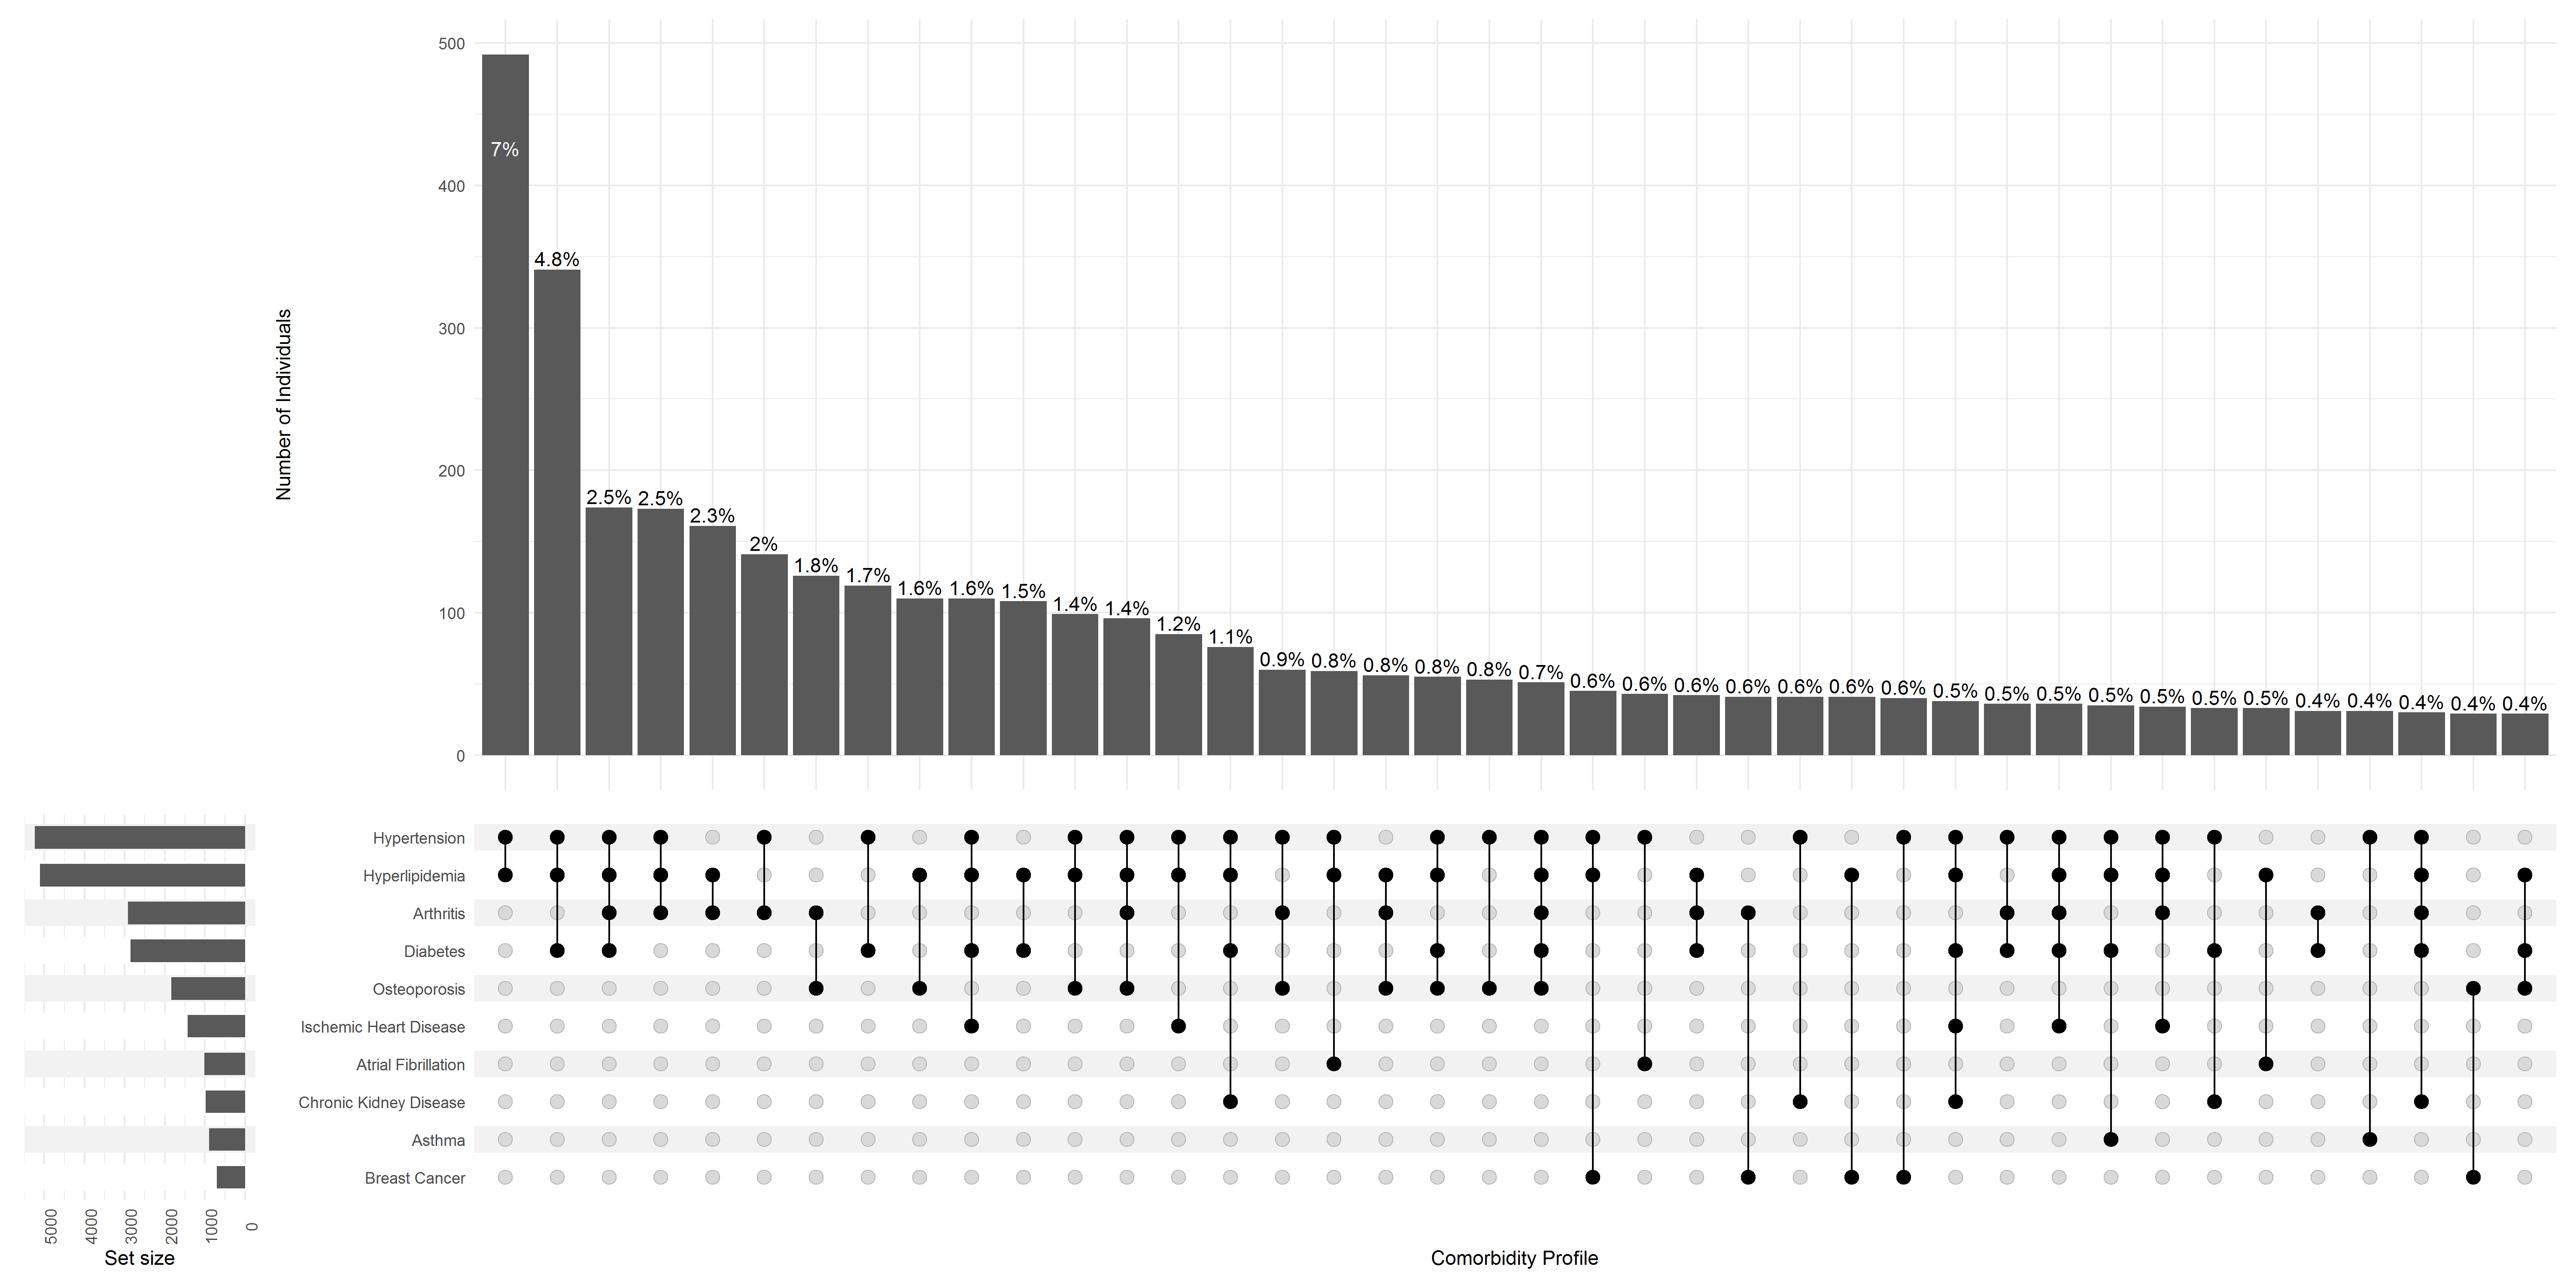 500
400
300
200
100
0
Number of Individuals
7%
4.8%
2.5% 2.5%
2.3%
2%
1.8%
1.7%
1.6% 1.6% 1.5%
1.4% 1.4%
1.2%
1.1%
0.9% 0.8% 0.8% 0.8% 0.8% 0.7%
0.6% 0.6% 0.6% 0.6% 0.6% 0.6% 0.6% 0.5% 0.5% 0.5% 0.5% 0.5% 0.5% 0.5% 0.4% 0.4% 0.4% 0.4% 0.4%
Hypertension
Hyperlipidemia
Arthritis
Diabetes
Osteoporosis
Ischemic Heart Disease
Atrial Fibrillation
Chronic Kidney Disease
Asthma
Breast Cancer
5000 4000 3000 2000 1000 0
Set size
Comorbidity Profile